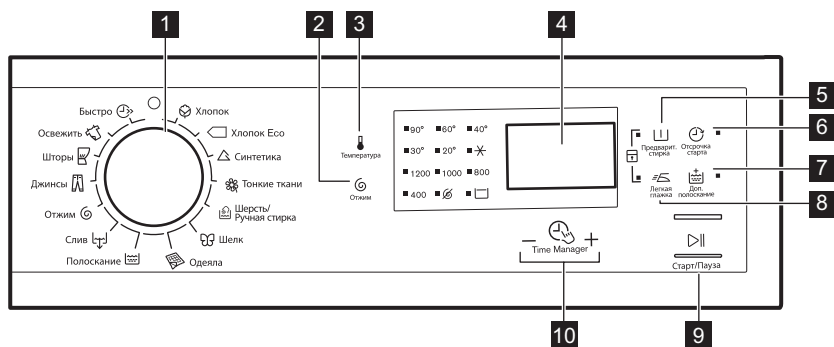 1
2
3
4
5
6
7
8
9
10
Быстро
Освежить
Шторы
Джинсы
Отжим
Слив
Полоскание
Хлопок
Хлопок Eco
Синтетика
Тонкие ткани
Шерсть/
Ручная стирка
Шелк
Одеяла
Температура
Отжим
90° 60° 40°
30° 20°
1200 1000 800
400
Time Manager
Предварит.
стирка
Отсрочка
старта
Легкая
глажка
Доп.
полоскание
Старт/Пауза